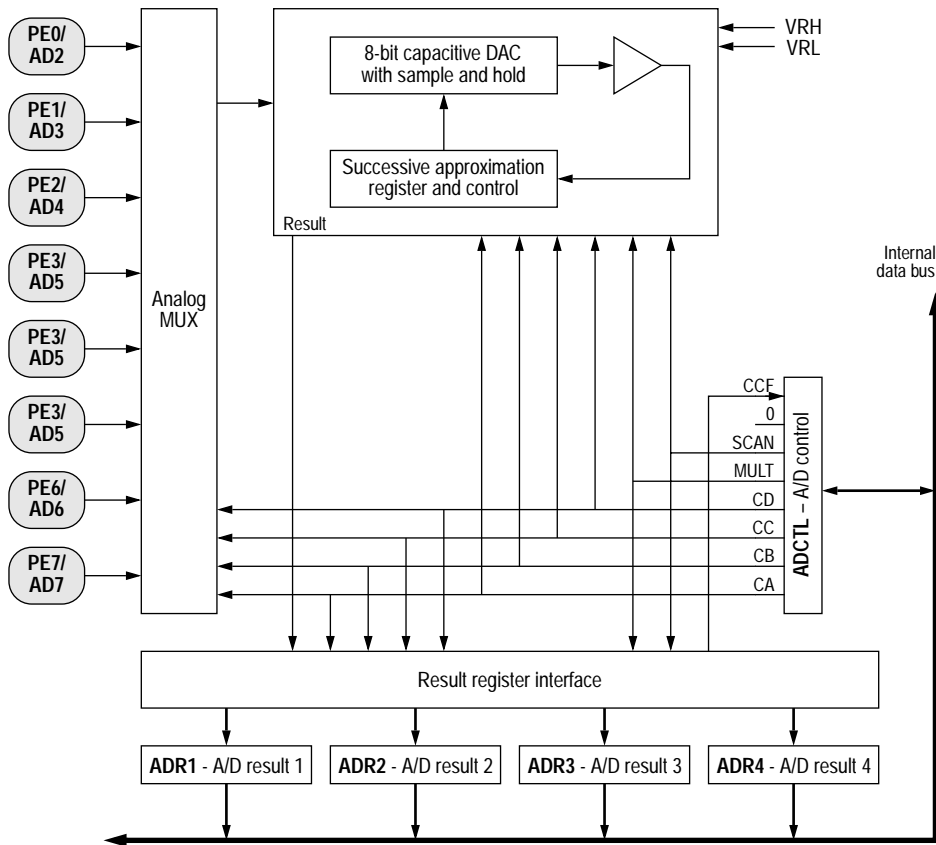 PE0/
AD2
PE1/
AD3
PE2/
AD4
PE3/
AD5
PE3/
AD5
PE3/
AD5
PE6/
AD6
PE7/
AD7
Analog
MUX
8-bit capacitive DAC
with sample and hold
Successive approximation
register and control
Result
VRH
VRL
Internal
data bus
CCF
0
SCAN
MULT
CD
CC
CB
CA
ADCTL – A/D control
Result register interface
ADR1 - A/D result 1
ADR2 - A/D result 2
ADR3 - A/D result 3
ADR4 - A/D result 4